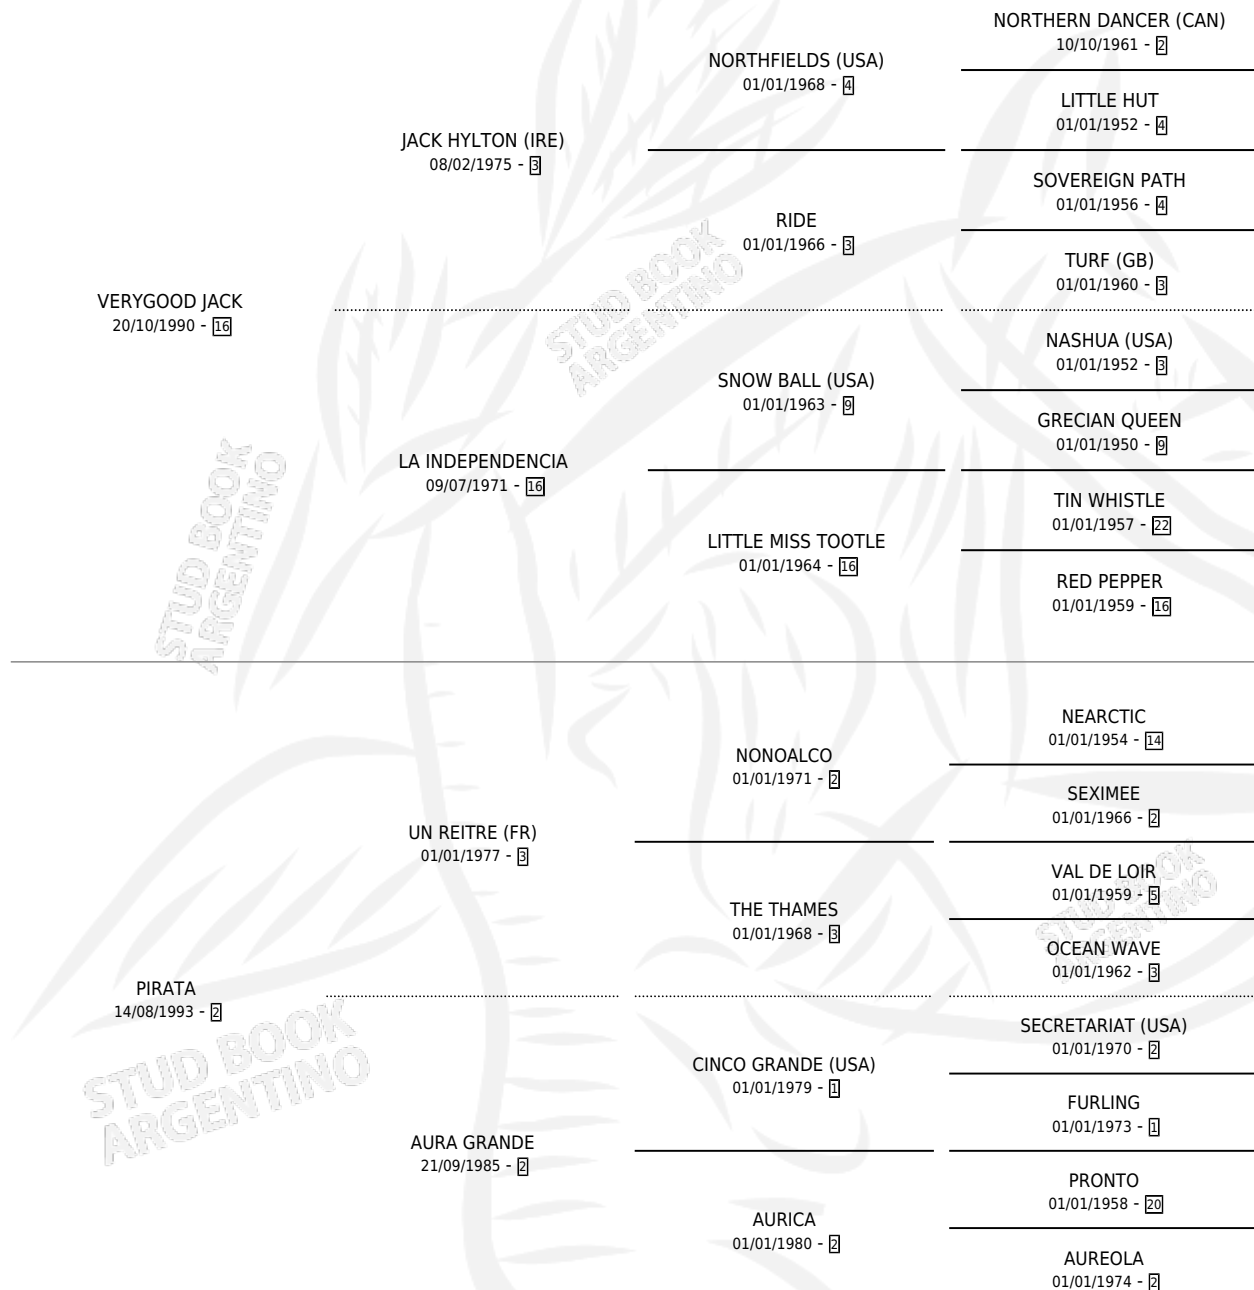 NORTHERN DANCER (CAN)
10/10/1961 - 2
NORTHFIELDS (USA)
01/01/1968 - 4
LITTLE HUT
01/01/1952 - 4
JACK HYLTON (IRE)
08/02/1975 - 3
SOVEREIGN PATH
01/01/1956 - 4
RIDE
01/01/1966 - 3
TURF (GB)
01/01/1960 - 3
VERYGOOD JACK
20/10/1990 - 16
NASHUA (USA)
01/01/1952 - 3
SNOW BALL (USA)
01/01/1963 - 9
GRECIAN QUEEN
01/01/1950 - 9
LA INDEPENDENCIA
09/07/1971 - 16
TIN WHISTLE
01/01/1957 - 22
LITTLE MISS TOOTLE
01/01/1964 - 16
RED PEPPER
01/01/1959 - 16
NEARCTIC
01/01/1954 - 14
NONOALCO
01/01/1971 - 2
SEXIMEE
01/01/1966 - 2
UN REITRE (FR)
01/01/1977 - 3
VAL DE LOIR
01/01/1959 - 5
THE THAMES
01/01/1968 - 3
OCEAN WAVE
01/01/1962 - 3
PIRATA
14/08/1993 - 2
SECRETARIAT (USA)
01/01/1970 - 2
CINCO GRANDE (USA)
01/01/1979 - 1
FURLING
01/01/1973 - 1
AURA GRANDE
21/09/1985 - 2
PRONTO
01/01/1958 - 20
AURICA
01/01/1980 - 2
AUREOLA
01/01/1974 - 2
STUD BOOK
ARGENTINO
STUD BOOK
ARGENTINO
STUD BOOK
ARGENTINO
STUD BOOK
ARGENTINO